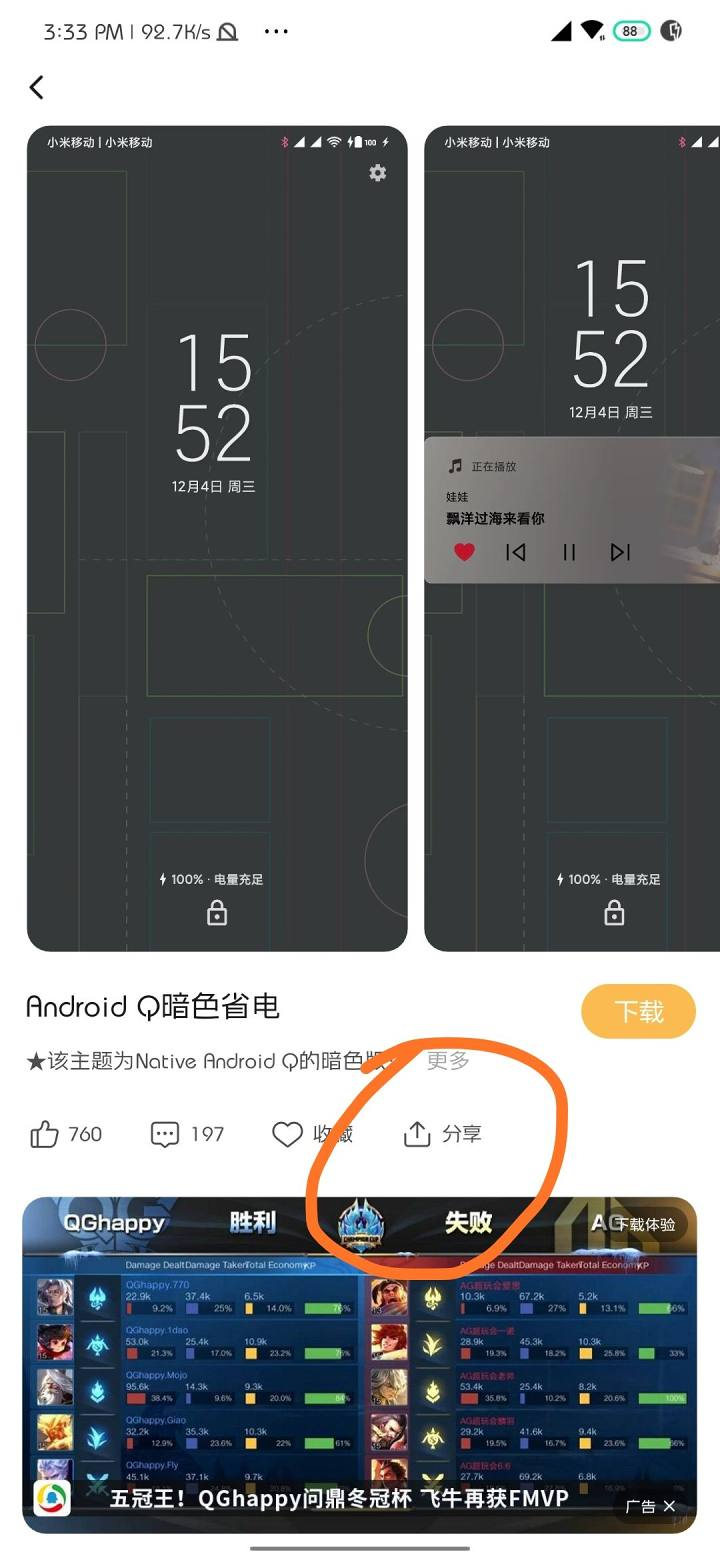 3:33 PM | 92.7K/s ...
88
小米移动 | 小米移动
100
15
52
12月4日 周三
100% · 电量充足
小米移动 | 小米移动
15
52
12月4日 周三
正在播放
娃娃
飘洋过海来看你
100% · 电量充足
Android Q暗色省电
下载
★该主题为Native Android Q的暗色版
更多
760
197
收藏
分享
QGhappy 胜利
CHAMPION CUP
失败 AG
下载体验
Damage Dealt Damage Taken Total Economy KP
Damage Dealt Damage Taken Total Economy KP
QGhappy.770
22.9k 37.4k 6.5k
9.2% 25% 14.0% 76%
AG超玩会爱思
10.3k 67.2k 5.2k
6.9% 27% 13.1% 66%
QGhappy.1dao
53.0k 25.4k 10.9k
21.3% 17.0% 23.2% 76%
AG超玩会一诺
28.9k 45.3k 10.3k
19.3% 18.2% 25.8% 33%
QGhappy.Mojo
95.6k 14.3k 9.3k
38.4% 9.6% 20.0% 84%
AG超玩会老帅
53.4k 25.4k 8.2k
35.8% 10.2% 20.6% 100%
QGhappy.Giao
32.2k 35.3k 10.3k
12.9% 23.6% 22% 61%
29.2k 41.6k 9.4k
19.5% 16.7% 23.6% 66%
QGhappy.Fly
45.1k 37.1k 9.7k
AG超玩会6.6
27.7k 69.2k 6.8k
五冠王！QGhappy问鼎冬冠杯 飞牛再获FMVP
广告 ×